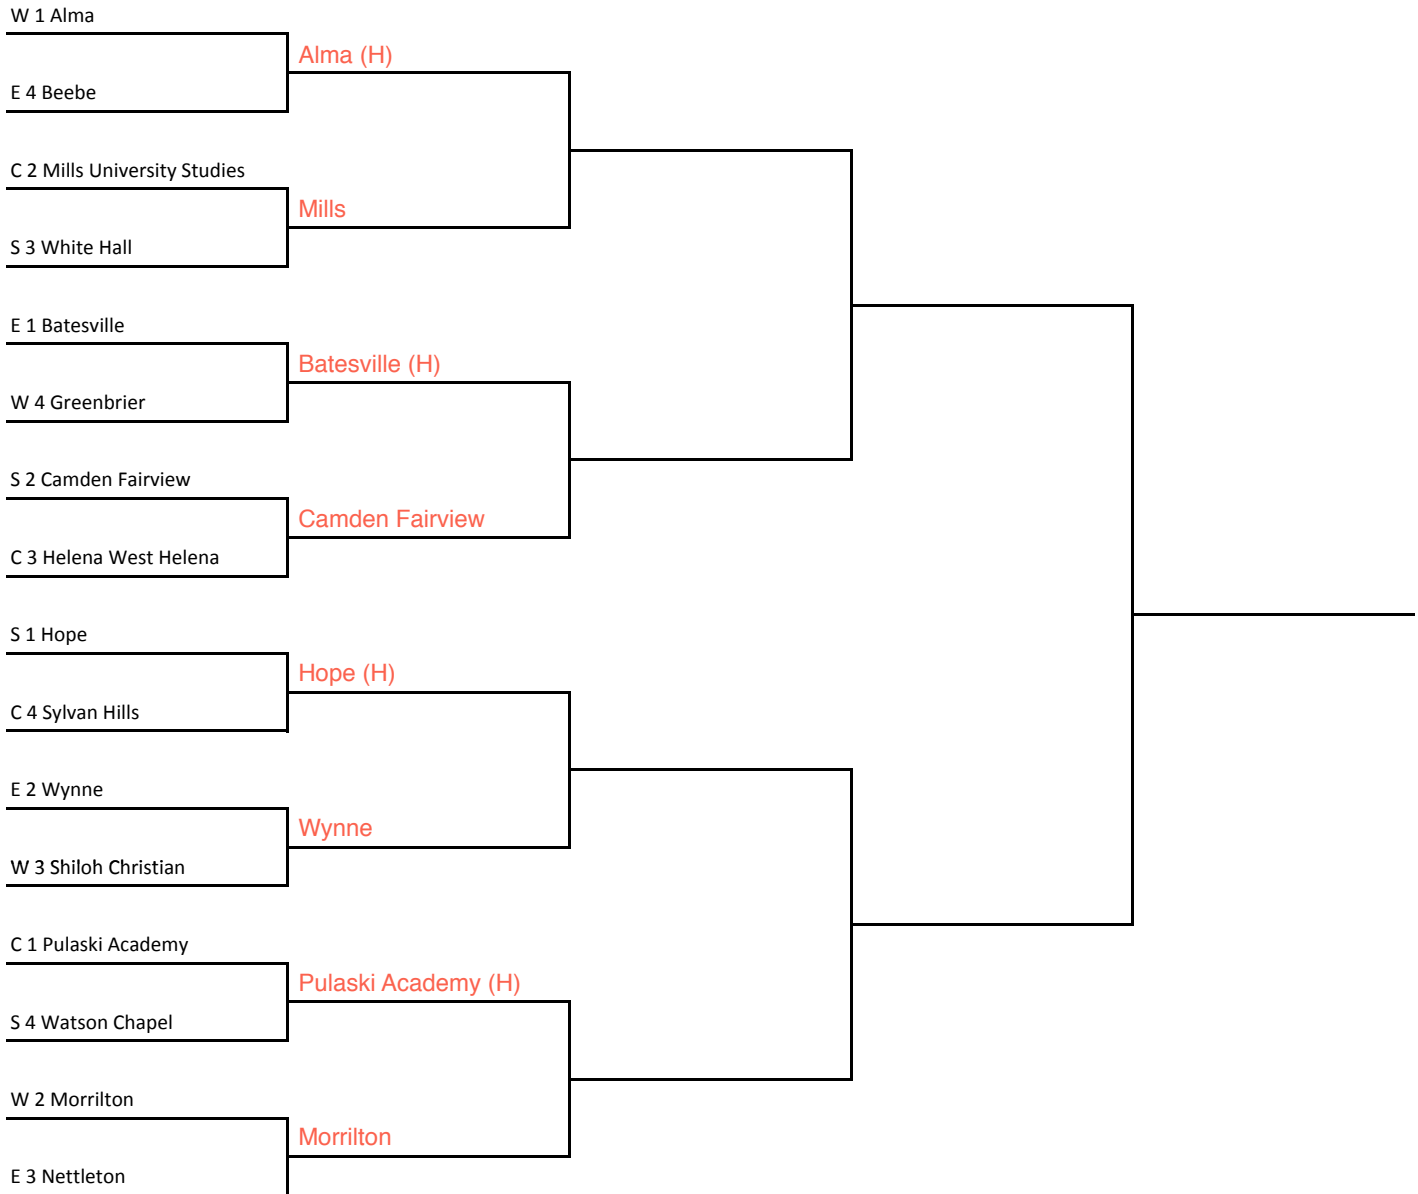 W 1 Alma
Alma (H)
E 4 Beebe
C 2 Mills University Studies
Mills
S 3 White Hall
E 1 Batesville
Batesville (H)
W 4 Greenbrier
S 2 Camden Fairview
Camden Fairview
C 3 Helena West Helena
S 1 Hope
Hope (H)
C 4 Sylvan Hills
E 2 Wynne
Wynne
W 3 Shiloh Christian
C 1 Pulaski Academy
Pulaski Academy (H)
S 4 Watson Chapel
W 2 Morrilton
Morrilton
E 3 Nettleton